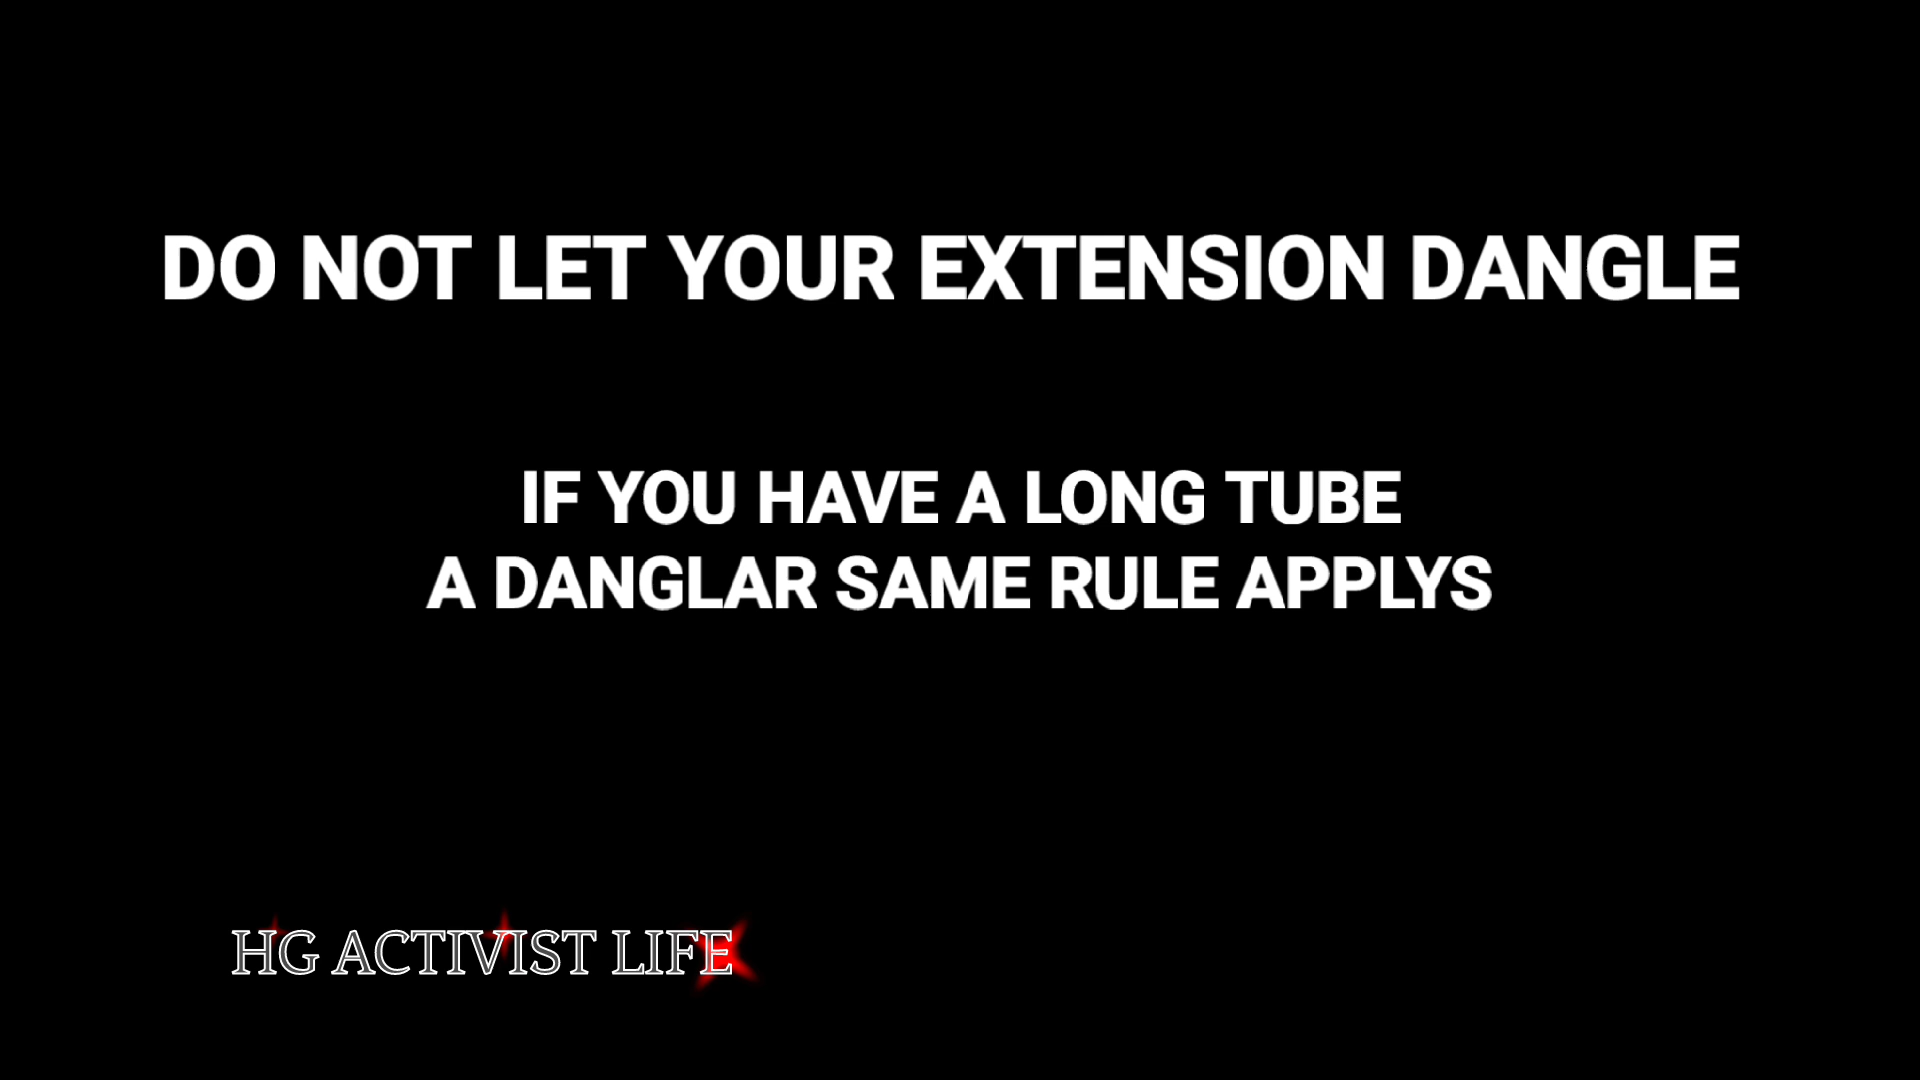 DO NOT LET YOUR EXTENSION DANGLE
IF YOU HAVE A LONG TUBE
A DANGLAR SAME RULE APPLYS
HG ACTIVIST LIFE